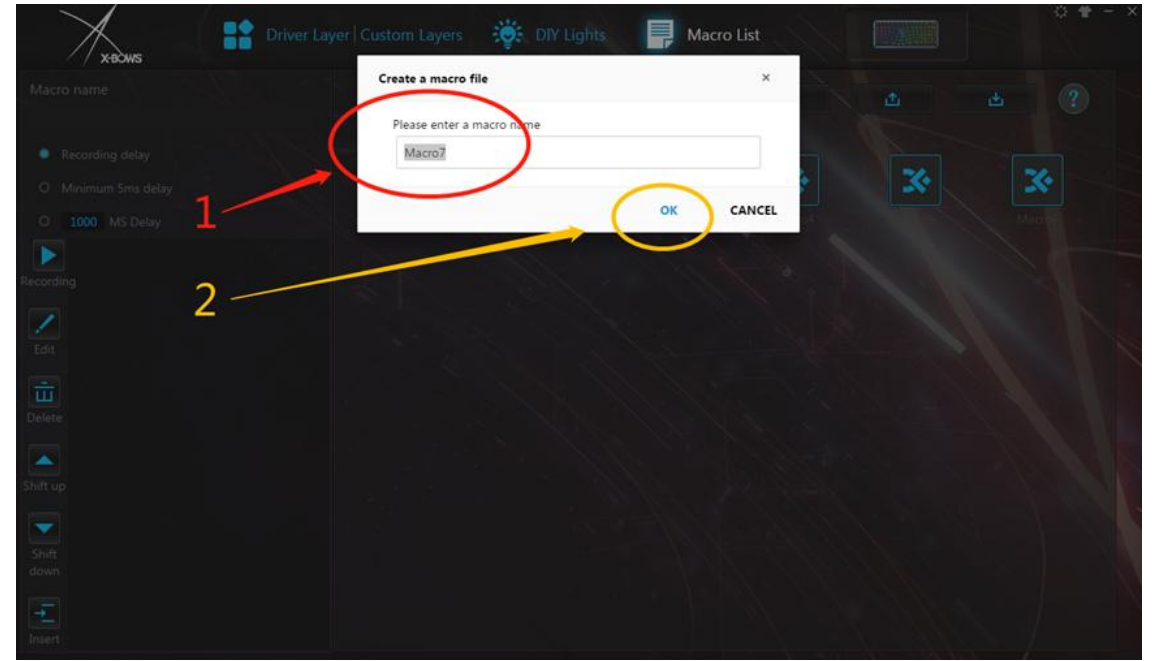 X-BOWS
Driver Layer | Custom Layers
DIY Lights
Macro List
Macro name
Create a macro file
Please enter a macro name
Macro7
OK
CANCEL
?
Recording delay
Minimum 5ms delay
1000 MS Delay
1
2
Recording
Edit
Delete
Shift up
Shift
down
Insert